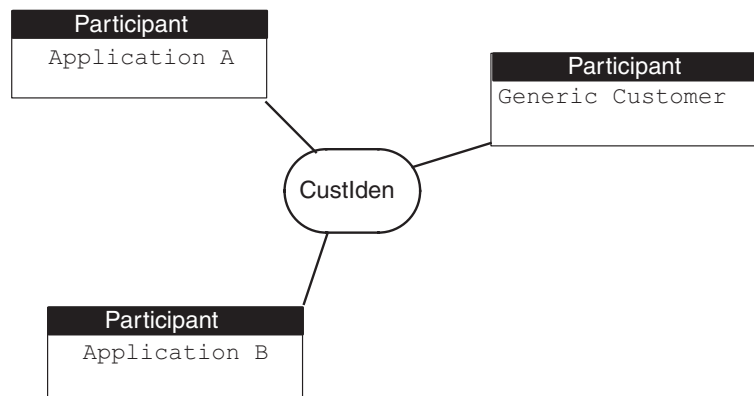 Participant
Application A
Participant
Generic Customer
CustIden
Participant
Application B